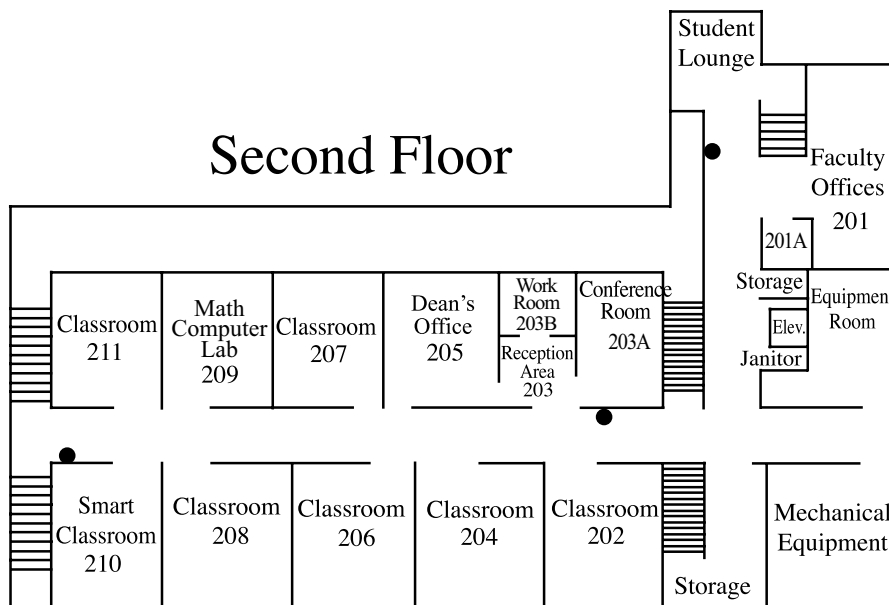 Student
Lounge
Second Floor
Faculty
Offices
201
201A
Storage
Equipment
Room
Elev.
Janitor
Classroom
211
Math
Computer
Lab
209
Classroom
207
Dean's
Office
205
Work
Room
203B
Reception
Area
203
Conference
Room
203A
Smart
Classroom
210
Classroom
208
Classroom
206
Classroom
204
Classroom
202
Storage
Mechanical
Equipment